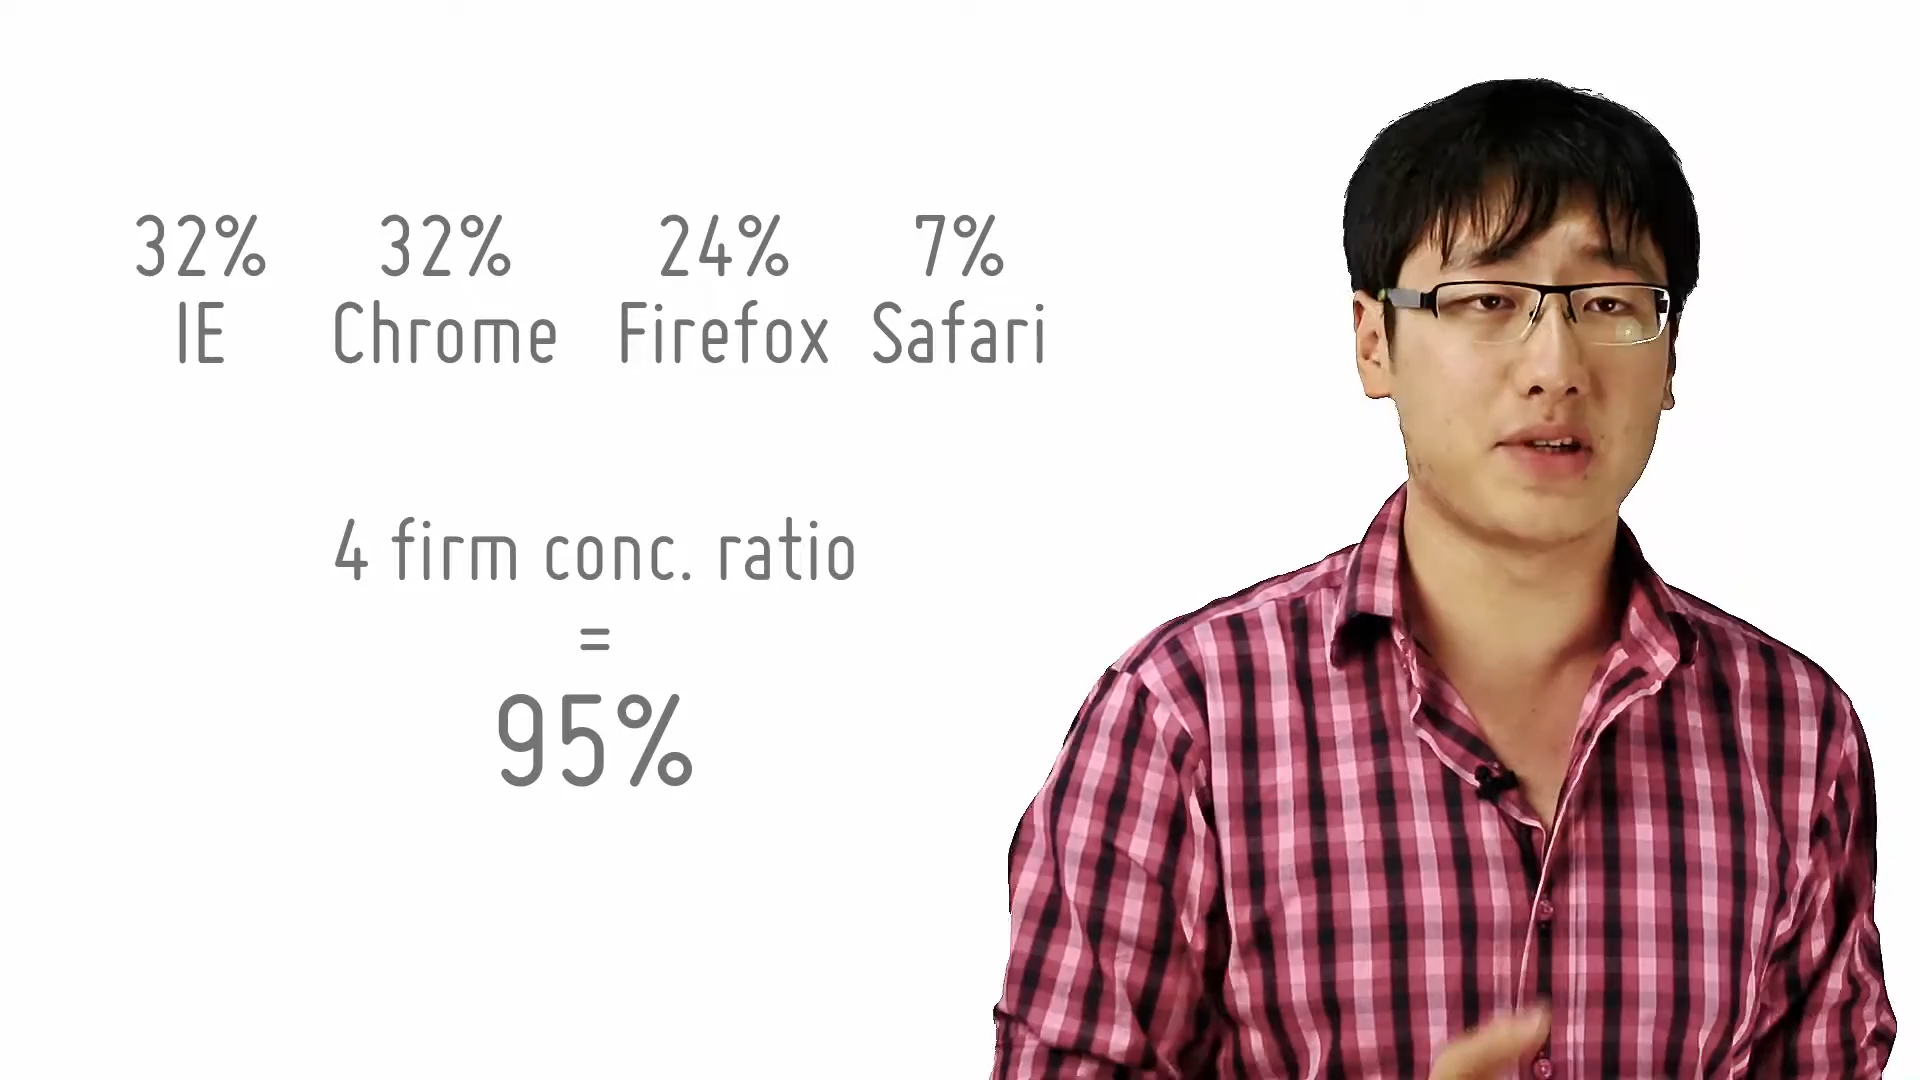 32% 32% 24% 7%
IE Chrome Firefox Safari
4 firm conc. ratio
=
95%